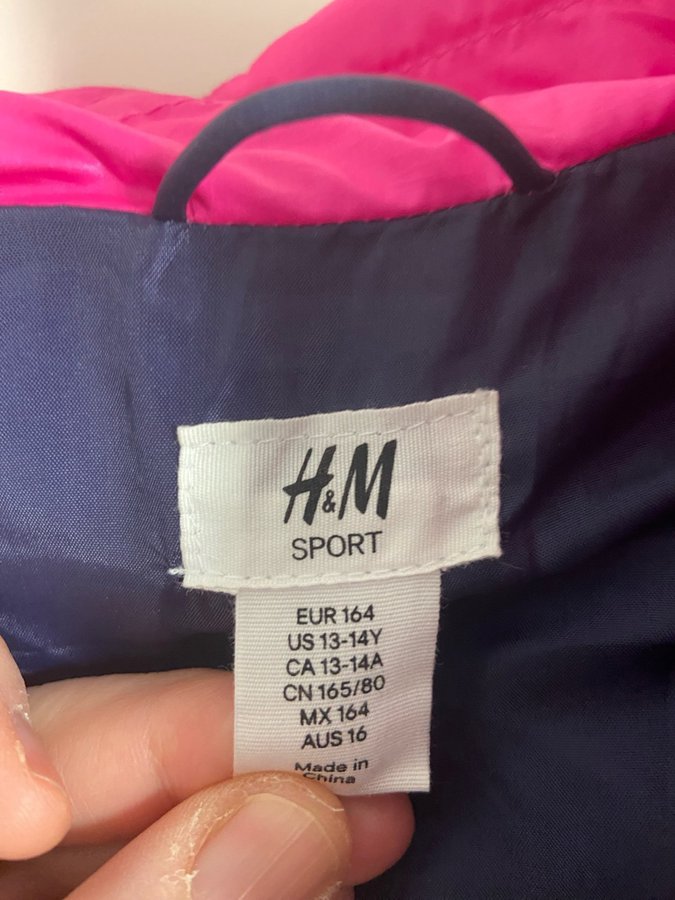 H&M
SPORT
EUR 164
US 13-14Y
CA 13-14A
CN 165/80
MX 164
AUS 16
Made in
China